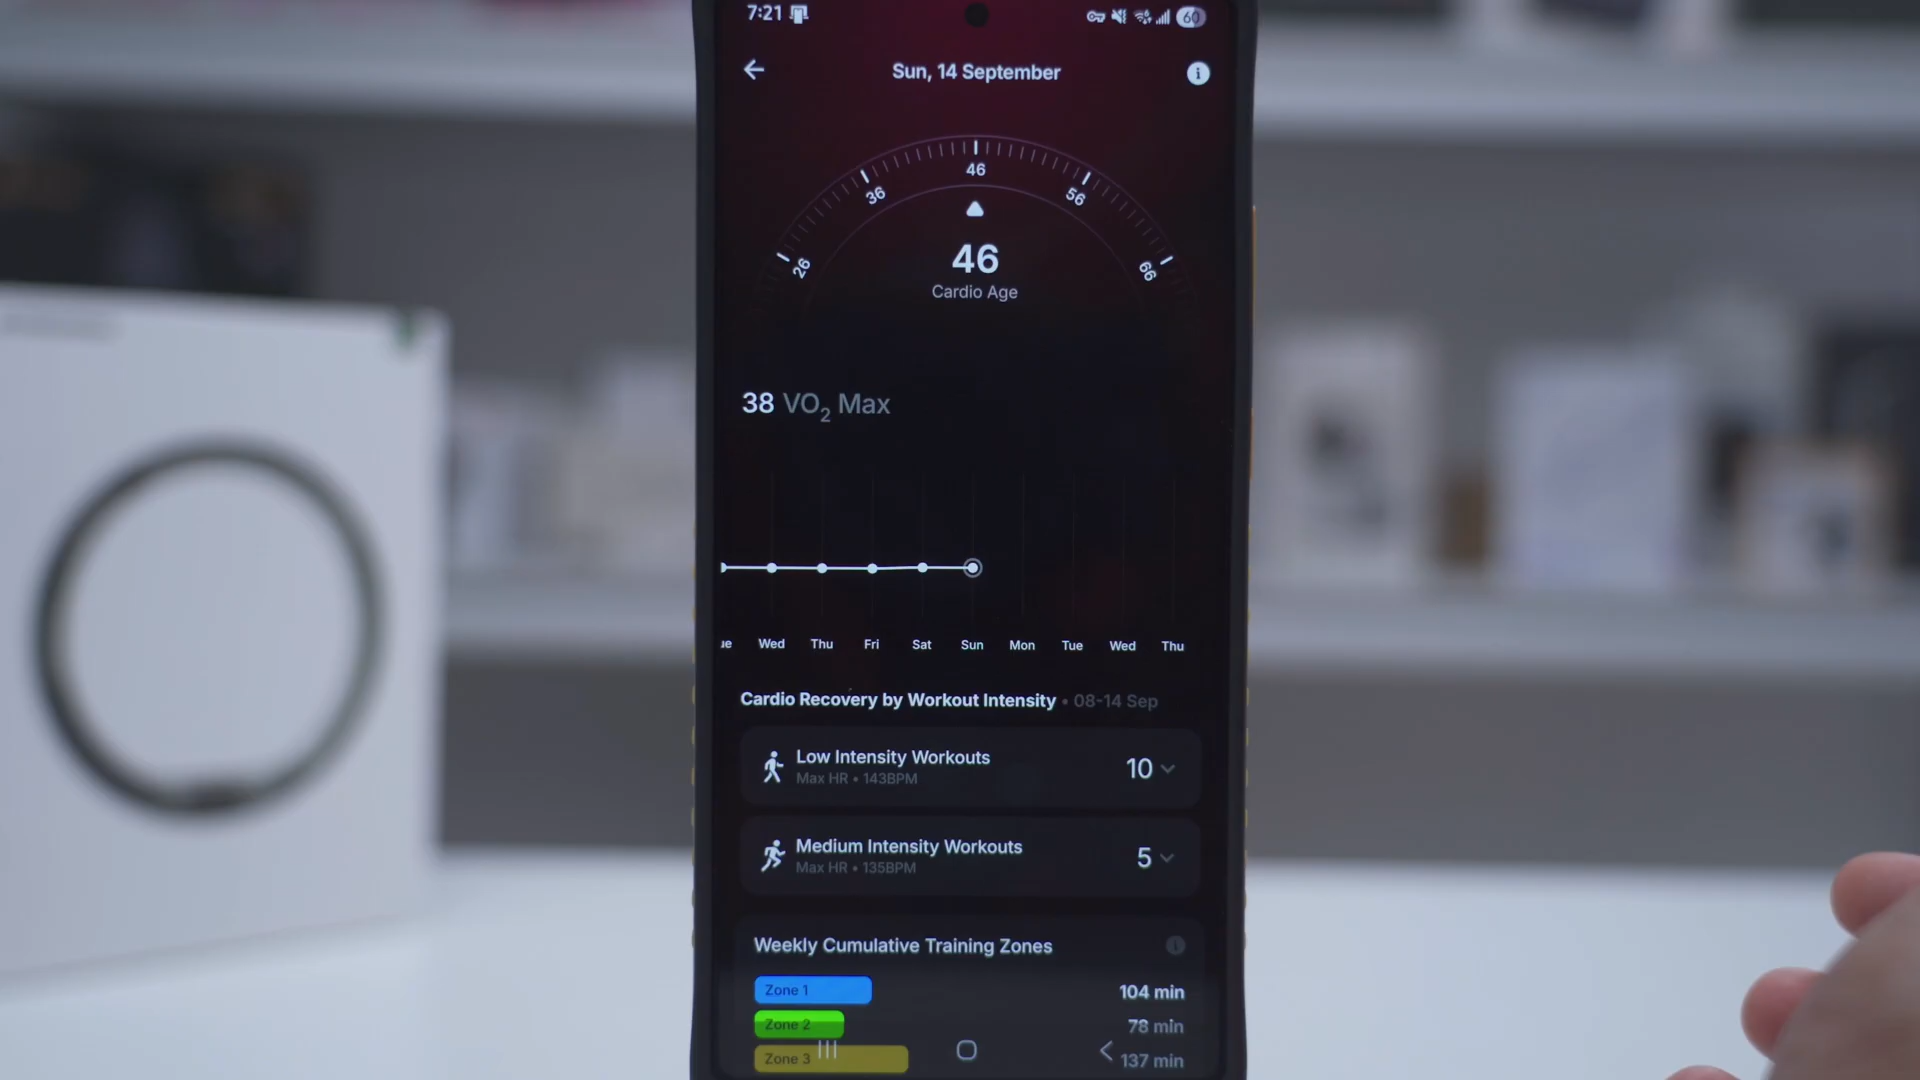 7:21
60
Sun, 14 September
26
36
46
56
66
46
Cardio Age
38 VO₂ Max
ue Wed Thu Fri Sat Sun Mon Tue Wed Thu
Cardio Recovery by Workout Intensity • 08-14 Sep
Low Intensity Workouts
Max HR • 143BPM
10
Medium Intensity Workouts
Max HR • 135BPM
5
Weekly Cumulative Training Zones
Zone 1 104 min
Zone 2 78 min
Zone 3 137 min